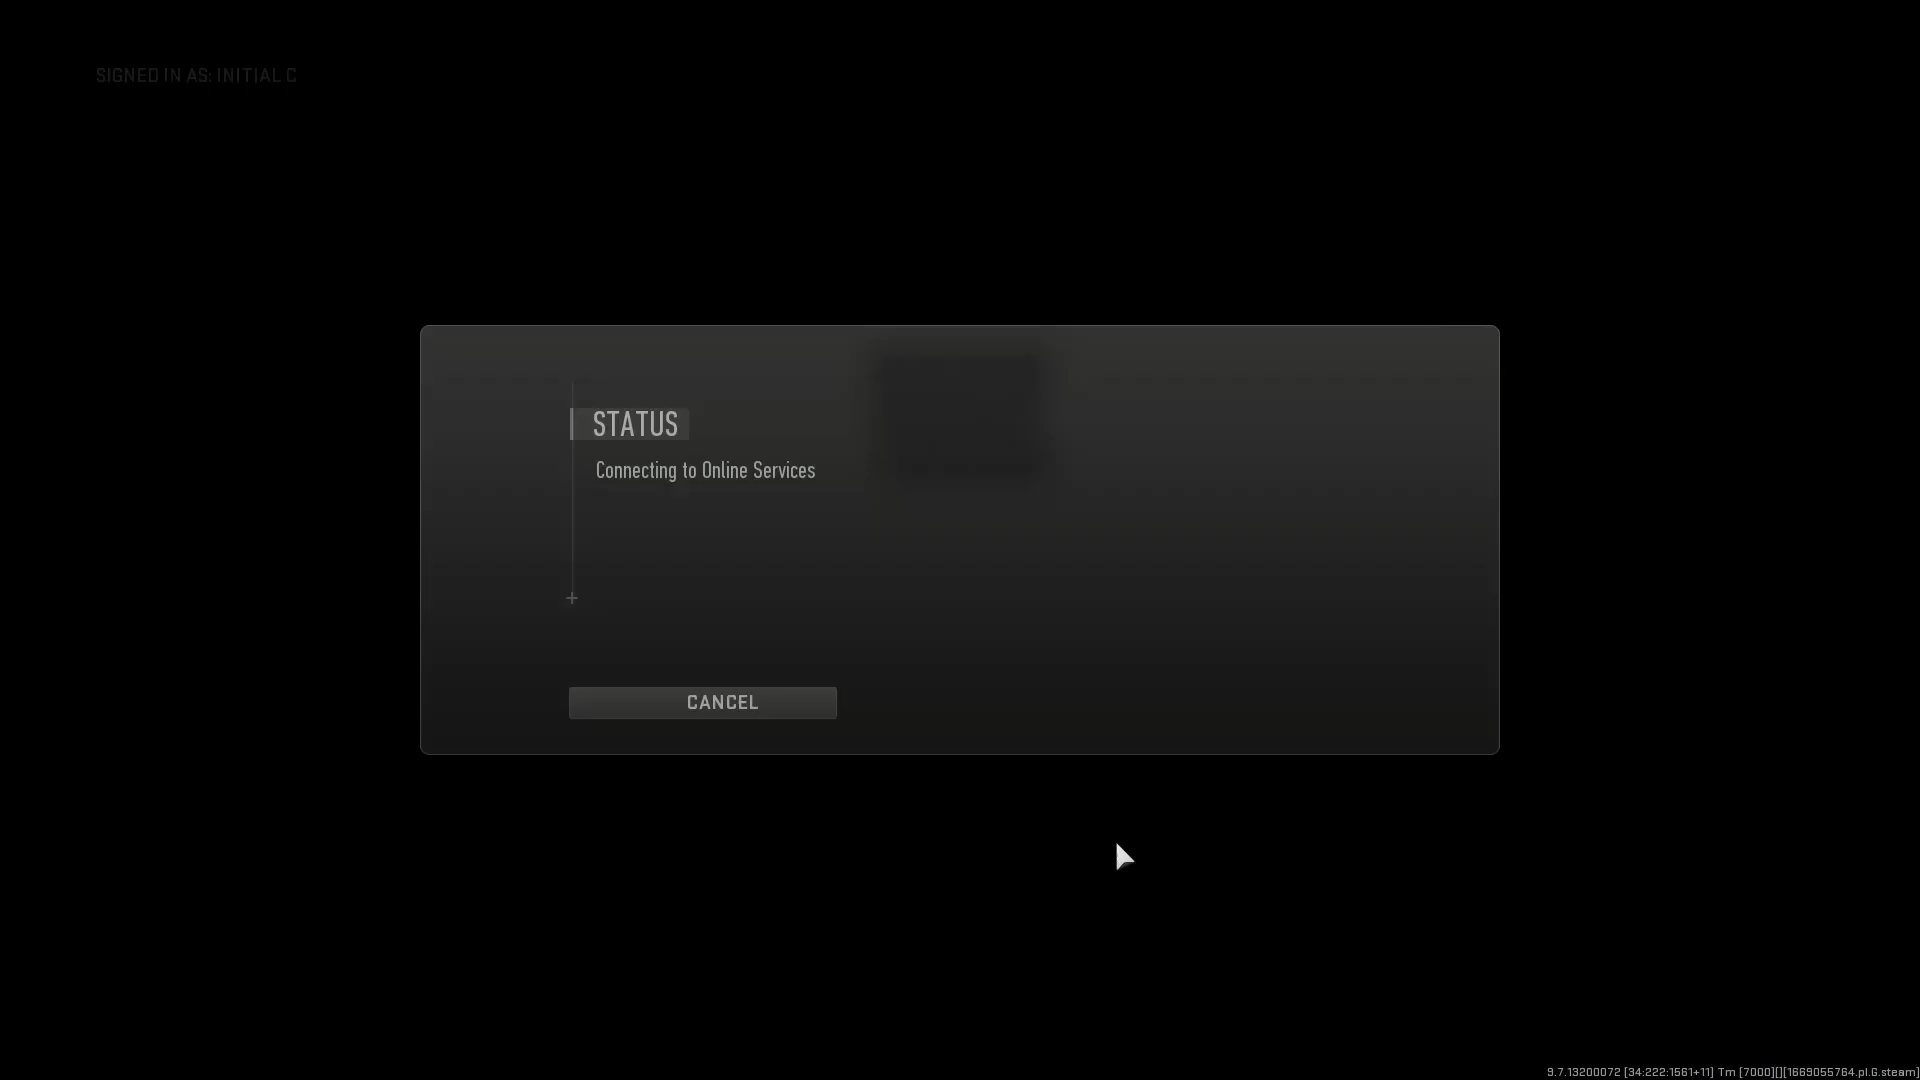 SIGNED IN AS: INITIAL C
STATUS
Connecting to Online Services
CANCEL
9.7.13200072 [34:222:1561+11] Tm [7000][][1669055764.pl.G.steam]